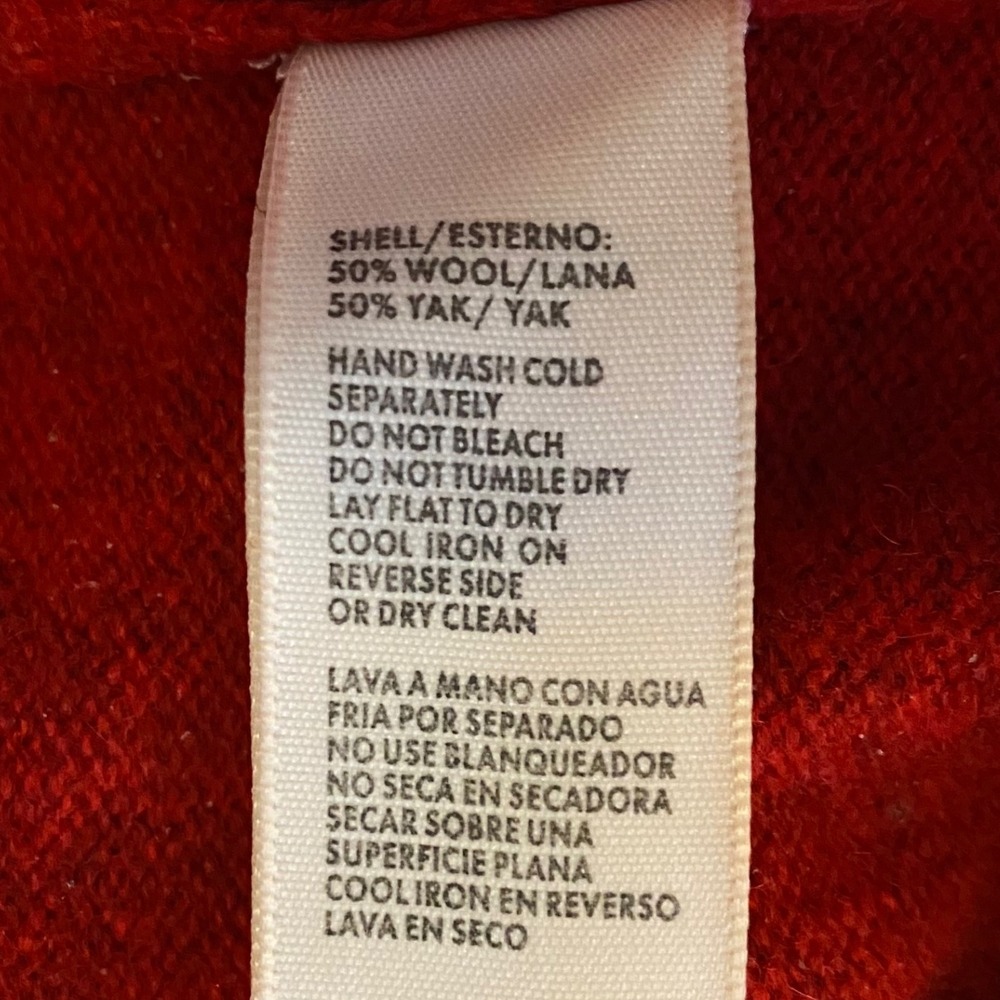 SHELL/ESTERNO:
50% WOOL/LANA
50% YAK/ YAK
HAND WASH COLD
SEPARATELY
DO NOT BLEACH
DO NOT TUMBLE DRY
LAY FLAT TO DRY
COOL IRON ON
REVERSE SIDE
OR DRY CLEAN
LAVA A MANO CON AGUA
FRIA POR SEPARADO
NO USE BLANQUEADOR
NO SECA EN SECADORA
SECAR SOBRE UNA
SUPERFICIE PLANA
COOL IRON EN REVERSO
LAVA EN SECO